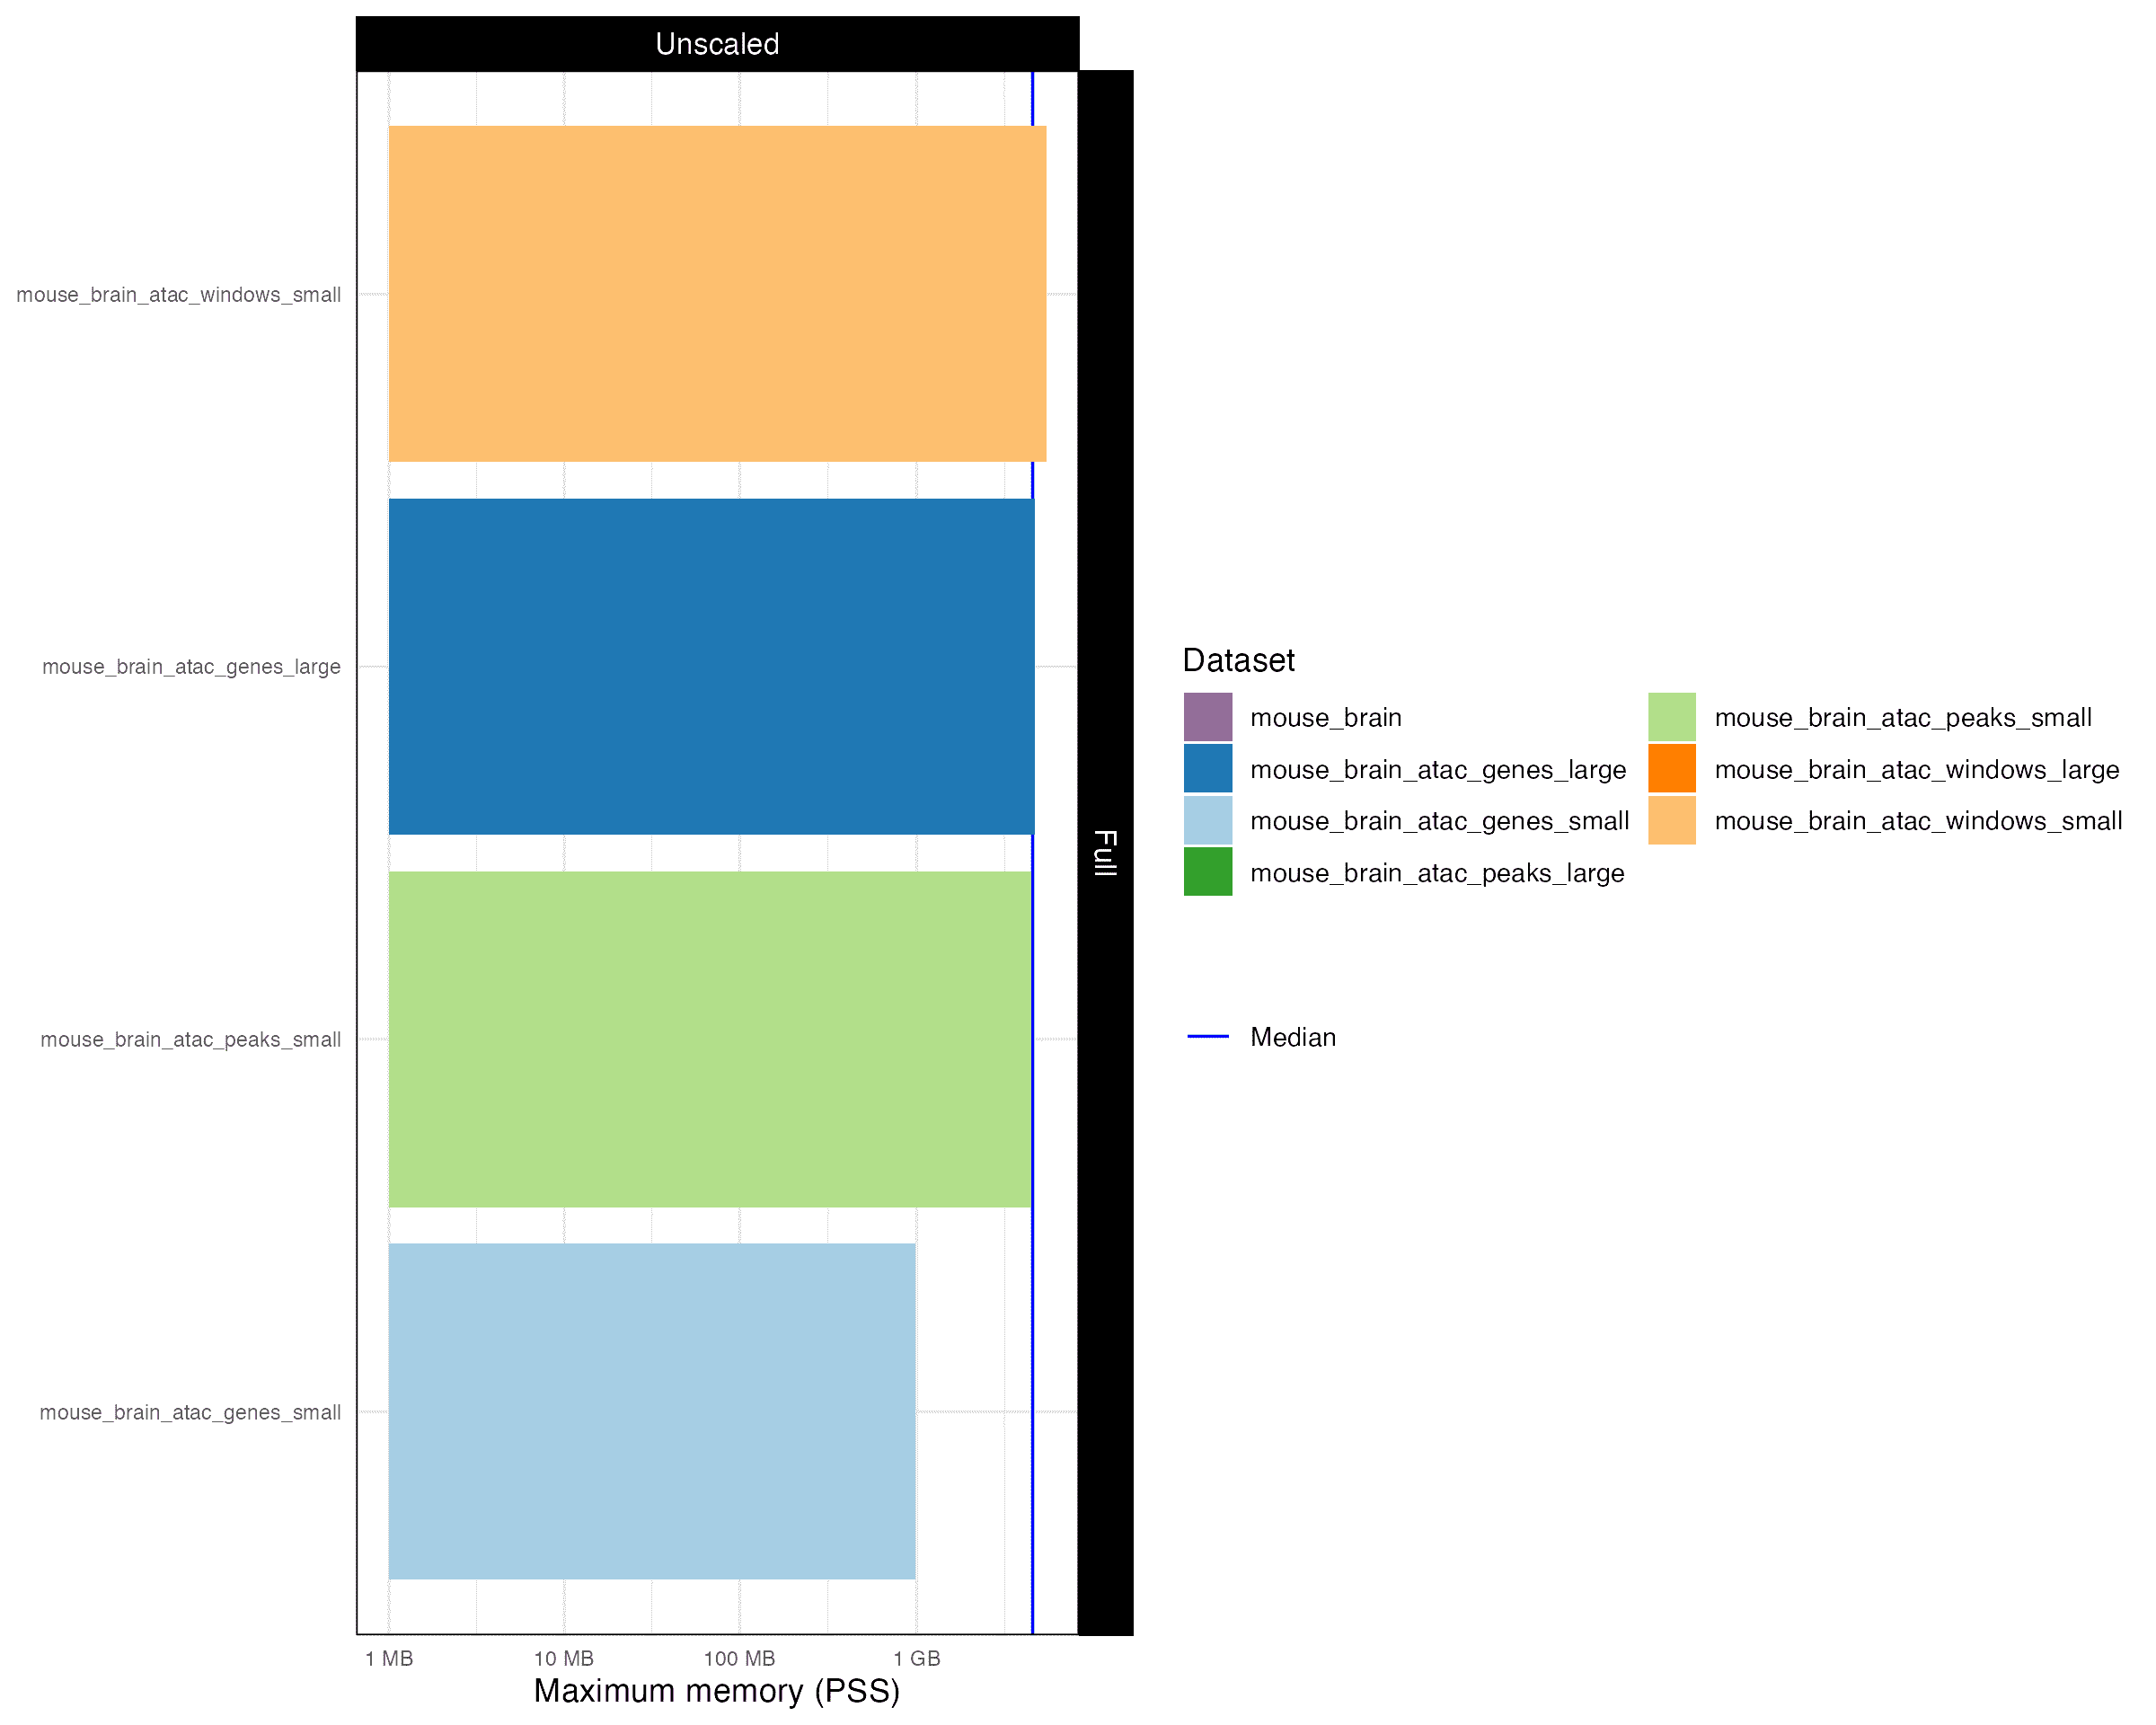 Unscaled
mouse_brain_atac_windows_small
mouse_brain_atac_genes_large
mouse_brain_atac_peaks_small
mouse_brain_atac_genes_small
1 MB
10 MB
100 MB
1 GB
Maximum memory (PSS)
Full
Dataset
mouse_brain
mouse_brain_atac_genes_large
mouse_brain_atac_genes_small
mouse_brain_atac_peaks_large
mouse_brain_atac_peaks_small
mouse_brain_atac_windows_large
mouse_brain_atac_windows_small
Median